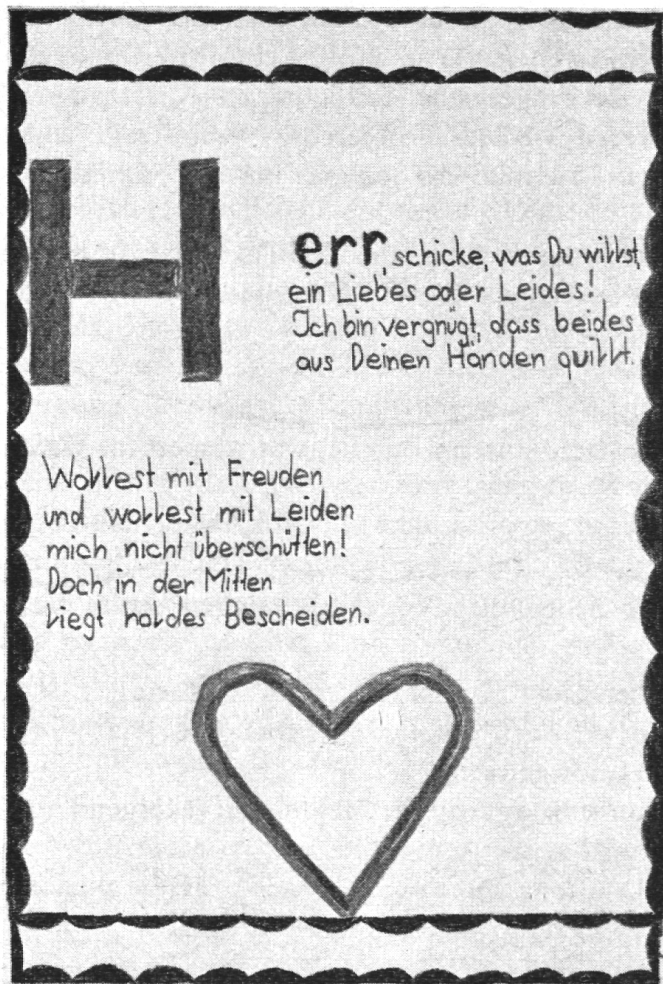 Herr, schicke, was Du willst,
ein Liebes oder Leides!
Ich bin vergnügt, dass beides
aus Deinen Händen quillt.
Wollest mit Freuden
und wollest mit Leiden
mich nicht überschütten!
Doch in der Mitten
liegt holdes Bescheiden.